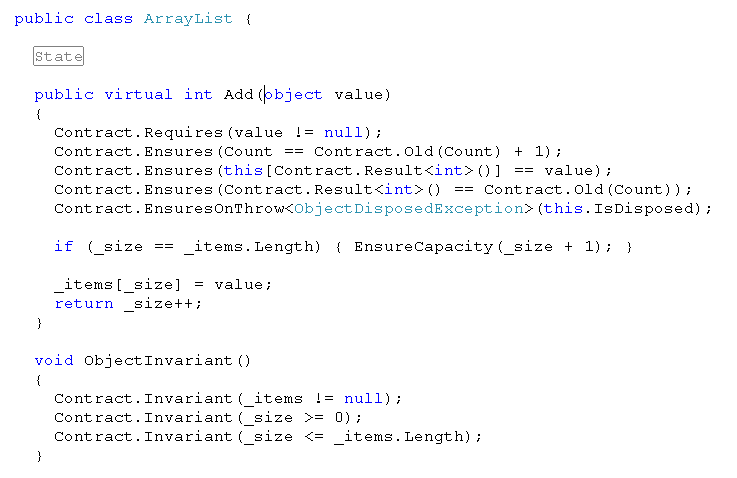 public class ArrayList {
State
public virtual int Add(object value)
{
Contract.Requires(value != null);
Contract.Ensures(Count == Contract.Old(Count) + 1);
Contract.Ensures(this[Contract.Result<int>()] == value);
Contract.Ensures(Contract.Result<int>() == Contract.Old(Count));
Contract.EnsuresOnThrow<ObjectDisposedException>(this.IsDisposed);
if (_size == _items.Length) { EnsureCapacity(_size + 1); }
_items[_size] = value;
return _size++;
}
void ObjectInvariant()
{
Contract.Invariant(_items != null);
Contract.Invariant(_size >= 0);
Contract.Invariant(_size <= _items.Length);
}